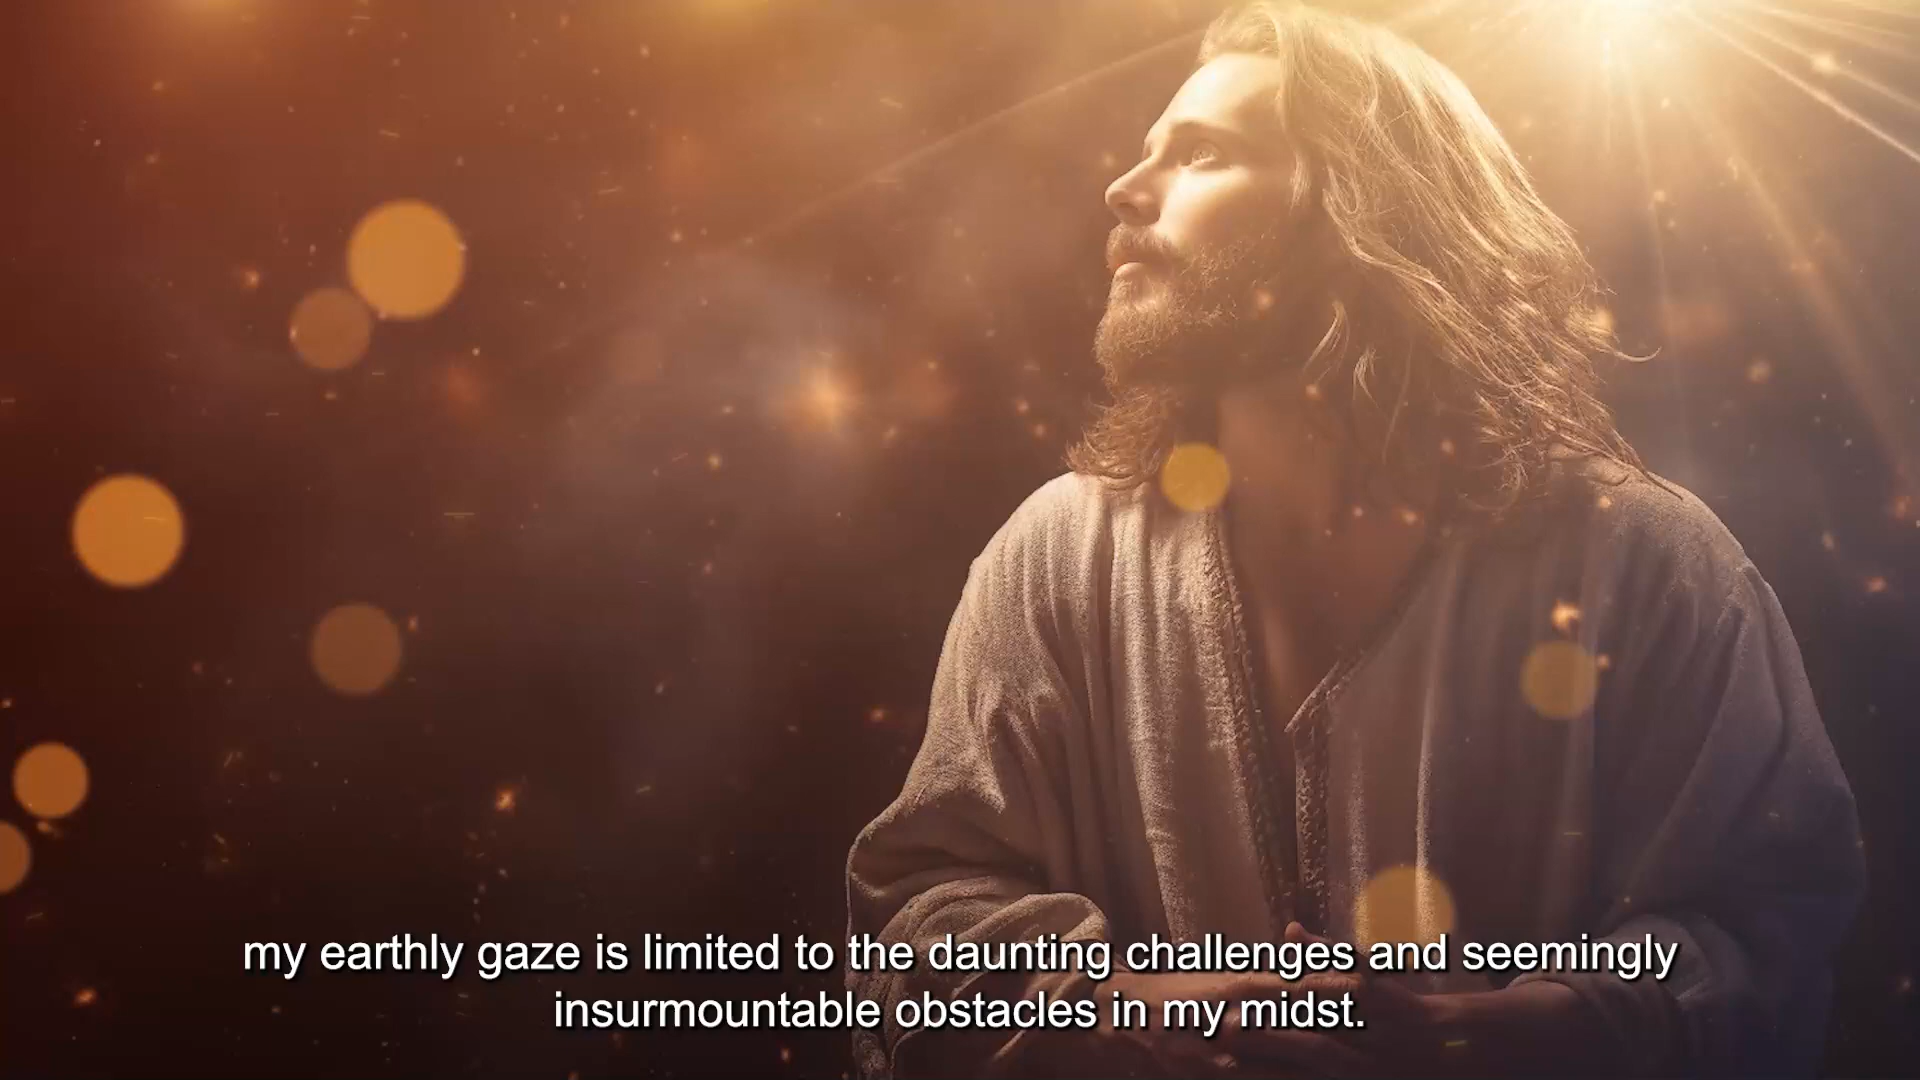 my earthly gaze is limited to the daunting challenges and seemingly
insurmountable obstacles in my midst.